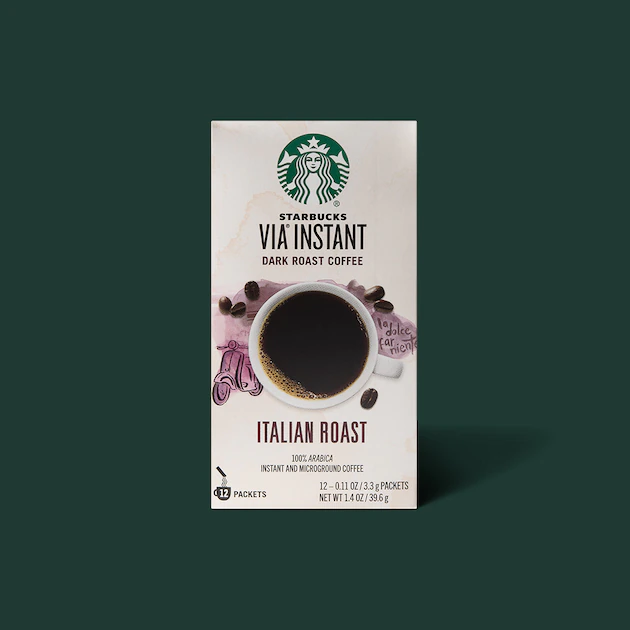 ®
STARBUCKS
VIA® INSTANT
DARK ROAST COFFEE
la
dolce
far
niente
ITALIAN ROAST
100% ARABICA
INSTANT AND MICROGROUND COFFEE
12 PACKETS
12 – 0.11 OZ / 3.3 g PACKETS
NET WT 1.4 OZ / 39.6 g